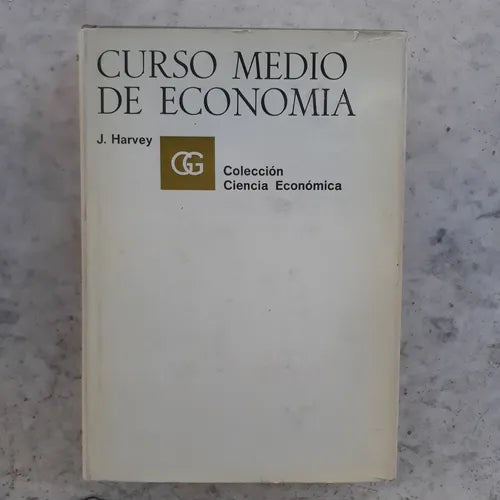 CURSO MEDIO
DE ECONOMIA
J. Harvey
GG
Colección
Ciencia Económica